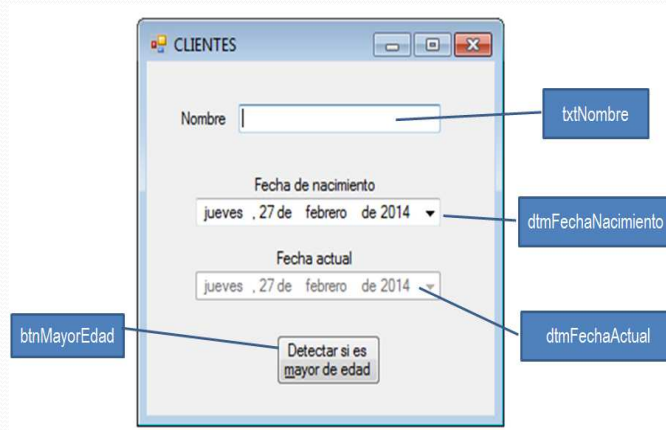 CLIENTES
Nombre
txtNombre
Fecha de nacimiento
jueves , 27 de febrero de 2014
dtmFechaNacimiento
Fecha actual
jueves , 27 de febrero de 2014
btnMayorEdad
dtmFechaActual
Detectar si es
mayor de edad